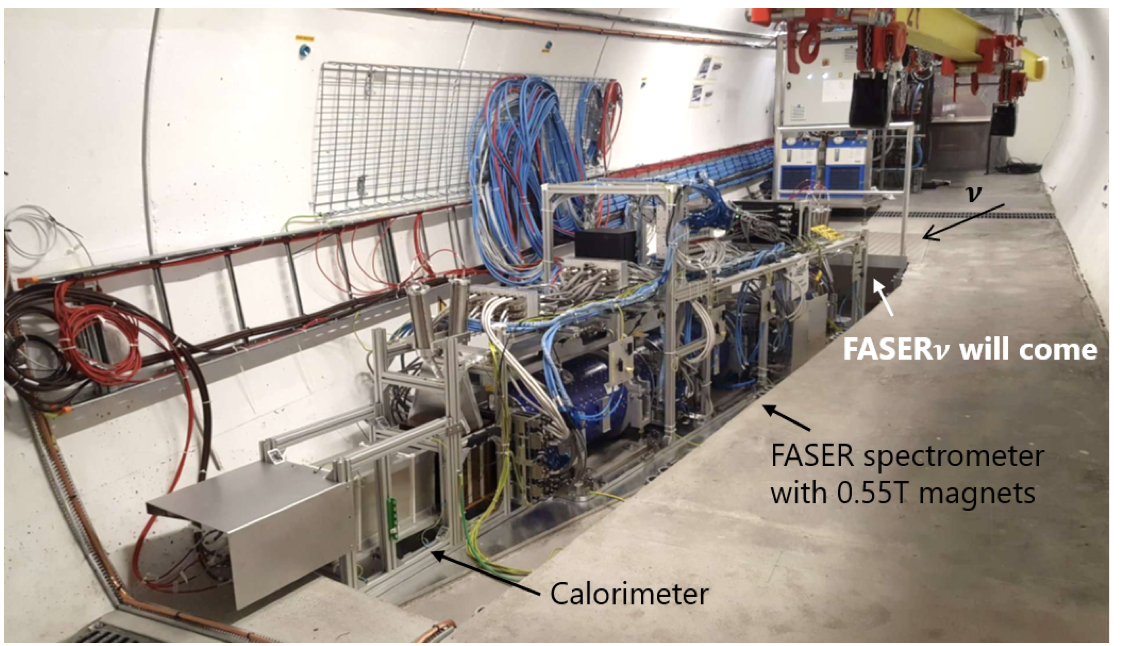 ν
FASERν will come
FASER spectrometer
with 0.55T magnets
Calorimeter